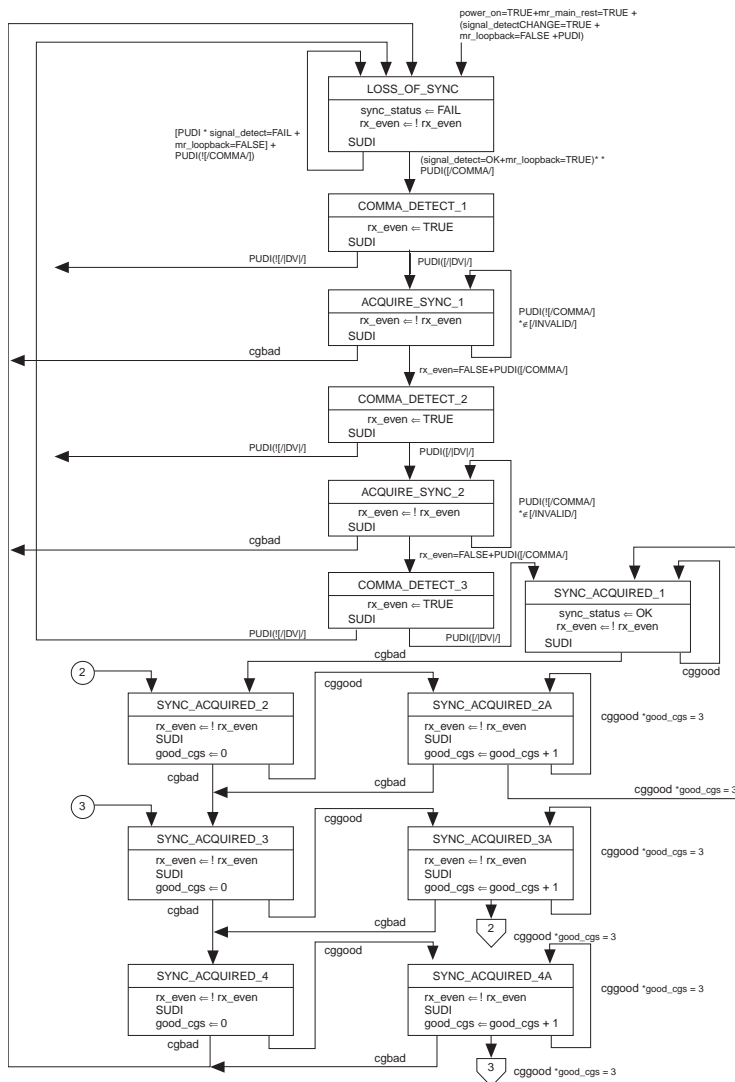 power_on=TRUE+mr_main_rest=TRUE +
(signal_detectCHANGE=TRUE +
mr_loopback=FALSE +PUDI)
LOSS_OF_SYNC
sync_status ⇐ FAIL
rx_even ⇐ ! rx_even
SUDI
[PUDI * signal_detect=FAIL +
mr_loopback=FALSE] +
PUDI(![/COMMA/])
(signal_detect=OK+mr_loopback=TRUE)* *
PUDI([/COMMA/]
COMMA_DETECT_1
rx_even ⇐ TRUE
SUDI
PUDI(![/|DV|/]
PUDI([/|DV|/]
ACQUIRE_SYNC_1
rx_even ⇐ ! rx_even
SUDI
PUDI(![/COMMA/]
*∉[/INVALID/]
cgbad
rx_even=FALSE+PUDI([/COMMA/]
COMMA_DETECT_2
rx_even ⇐ TRUE
SUDI
PUDI(![/|DV|/]
PUDI([/|DV|/]
ACQUIRE_SYNC_2
rx_even ⇐ ! rx_even
SUDI
PUDI(![/COMMA/]
*∉[/INVALID/]
cgbad
rx_even=FALSE+PUDI([/COMMA/]
COMMA_DETECT_3
rx_even ⇐ TRUE
SUDI
PUDI(![/|DV|/]
PUDI([/|DV|/]
SYNC_ACQUIRED_1
sync_status ⇐ OK
rx_even ⇐ ! rx_even
SUDI
cgbad
cggood
2
SYNC_ACQUIRED_2
rx_even ⇐ ! rx_even
SUDI
good_cgs ⇐ 0
cggood
SYNC_ACQUIRED_2A
rx_even ⇐ ! rx_even
SUDI
good_cgs ⇐ good_cgs + 1
cggood *good_cgs = 3
cgbad
cgbad
cggood *good_cgs = 3
3
SYNC_ACQUIRED_3
rx_even ⇐ ! rx_even
SUDI
good_cgs ⇐ 0
cggood
SYNC_ACQUIRED_3A
rx_even ⇐ ! rx_even
SUDI
good_cgs ⇐ good_cgs + 1
cggood *good_cgs = 3
cgbad
cgbad
2
cggood *good_cgs = 3
SYNC_ACQUIRED_4
rx_even ⇐ ! rx_even
SUDI
good_cgs ⇐ 0
cggood
SYNC_ACQUIRED_4A
rx_even ⇐ ! rx_even
SUDI
good_cgs ⇐ good_cgs + 1
cggood *good_cgs = 3
cgbad
cgbad
3
cggood *good_cgs = 3